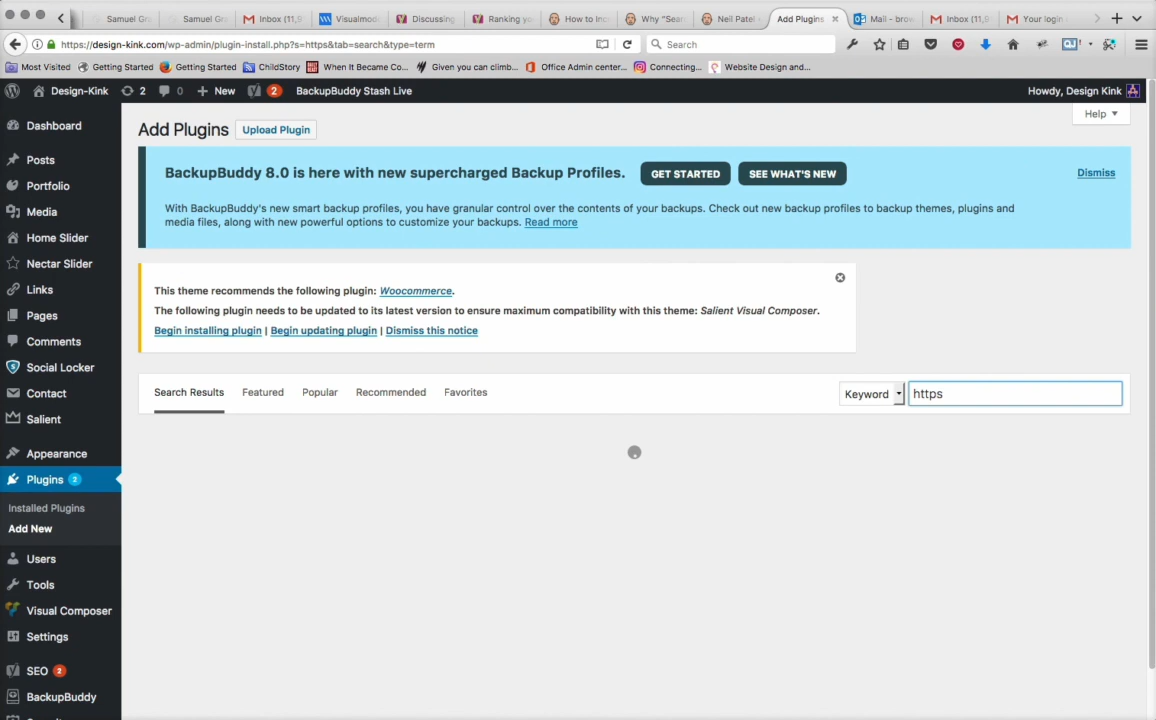 Samuel Gru
Samuel Gru
Inbox (11,9
Visualmod
Discussing
Ranking yo
How to Inc
Why "Sear
Neil Patel
Add Plugins
Mail - brow
Inbox (11,9
Your login
https://design-kink.com/wp-admin/plugin-install.php?s=https&tab=search&type=term
Search
Most Visited
Getting Started
Getting Started
ChildStory
When It Became Co...
Given you can climb...
Office Admin center...
Connecting...
Website Design and...
Design-Kink
2
0
New
2
BackupBuddy Stash Live
Howdy, Design Kink
Help
Dashboard
Posts
Portfolio
Media
Home Slider
Nectar Slider
Links
Pages
Comments
Social Locker
Contact
Salient
Appearance
Plugins 2
Installed Plugins
Add New
Users
Tools
Visual Composer
Settings
SEO 2
BackupBuddy
Add Plugins
Upload Plugin
BackupBuddy 8.0 is here with new supercharged Backup Profiles.
GET STARTED
SEE WHAT'S NEW
Dismiss
With BackupBuddy's new smart backup profiles, you have granular control over the contents of your backups. Check out new backup profiles to backup themes, plugins and
media files, along with new powerful options to customize your backups. Read more
This theme recommends the following plugin: Woocommerce.
The following plugin needs to be updated to its latest version to ensure maximum compatibility with this theme: Salient Visual Composer.
Begin installing plugin | Begin updating plugin | Dismiss this notice
Search Results
Featured
Popular
Recommended
Favorites
Keyword
https